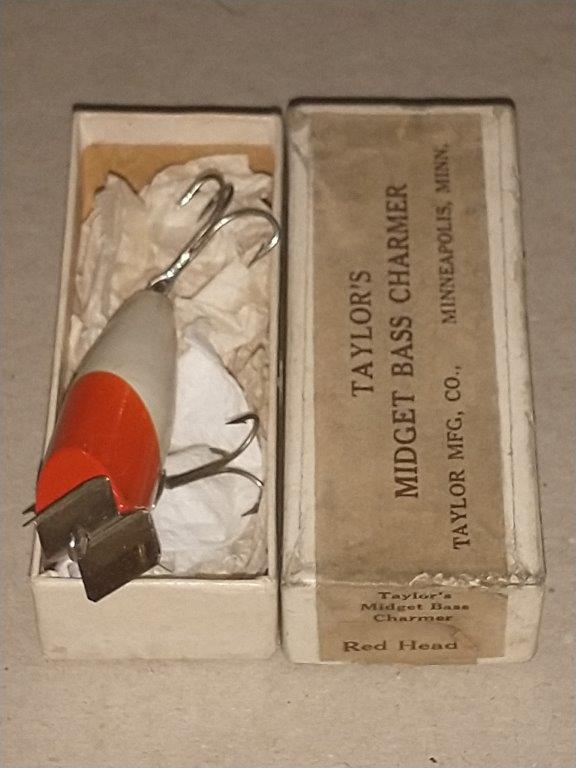 TAYLOR'S
MIDGET BASS CHARMER
TAYLOR MFG, CO., MINNEAPOLIS, MINN.
Taylor's
Midget Bass
Charmer
Red Head